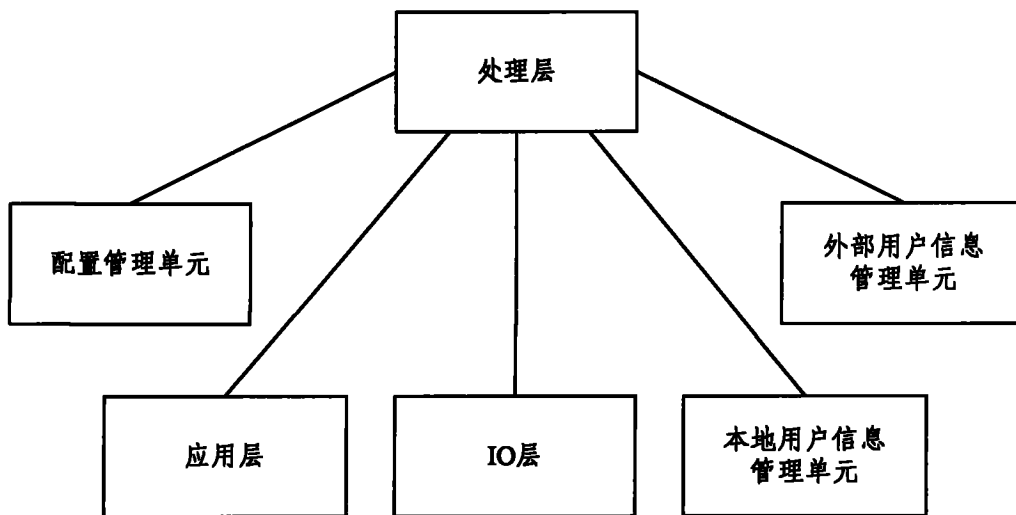 处理层
配置管理单元
外部用户信息
管理单元
应用层
IO层
本地用户信息
管理单元